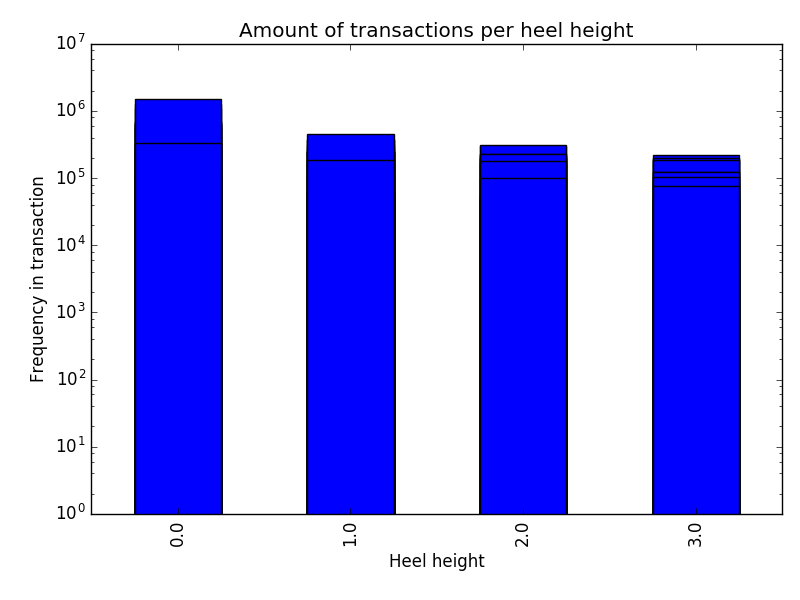 Amount of transactions per heel height
Frequency in transaction
10^7
10^6
10^5
10^4
10^3
10^2
10^1
10^0
0.0 1.0 2.0 3.0
Heel height